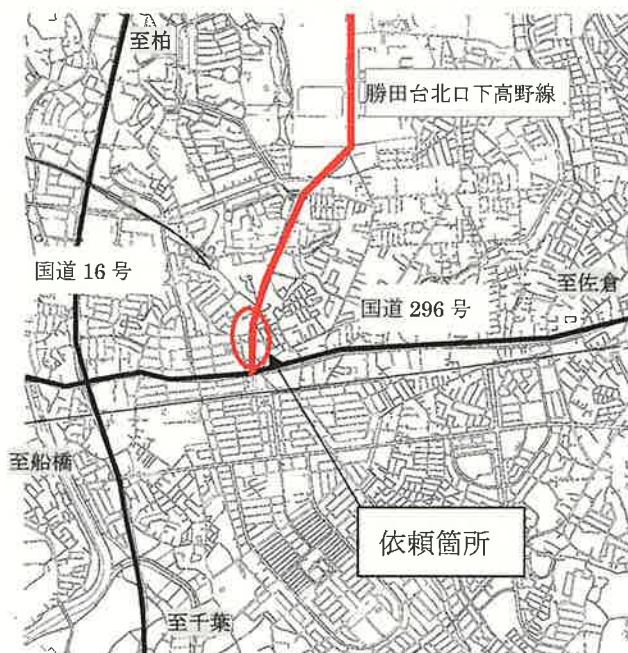 至柏
勝田台北口下高野線
国道 16 号
国道 296 号
至佐倉
至船橋
依頼箇所
至千葉